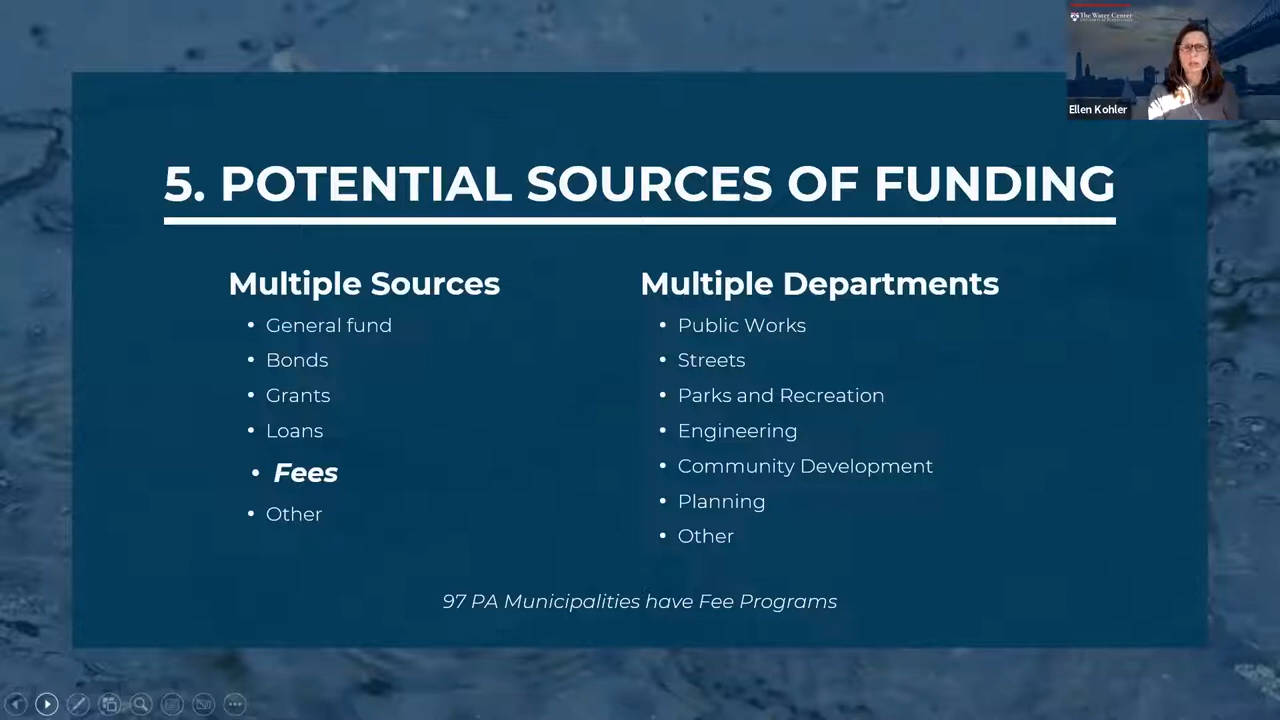 The Water Center
Ellen Kohler
5. POTENTIAL SOURCES OF FUNDING
Multiple Sources
• General fund
• Bonds
• Grants
• Loans
• Fees
• Other
Multiple Departments
• Public Works
• Streets
• Parks and Recreation
• Engineering
• Community Development
• Planning
• Other
97 PA Municipalities have Fee Programs